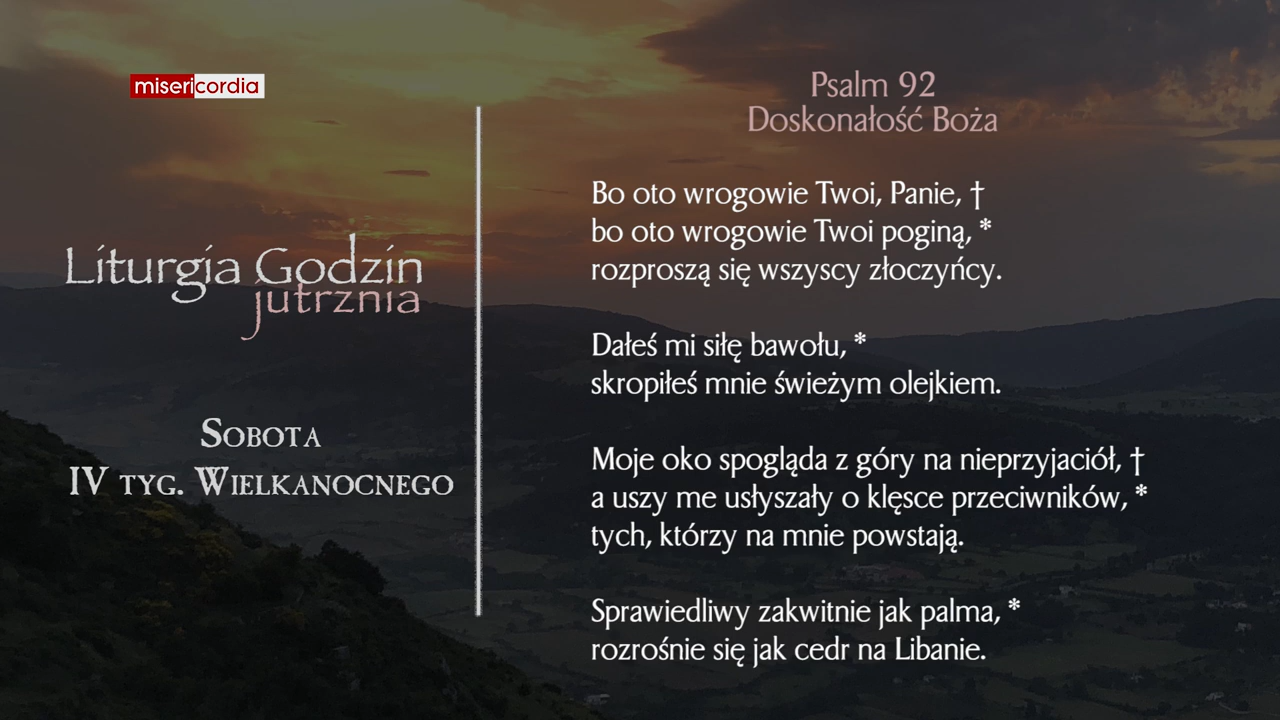 misericordia
Liturgia Godzin
jutrznia
Sobota
IV tyg. Wielkanocnego
Psalm 92
Doskonałość Boża
Bo oto wrogowie Twoi, Panie, †
bo oto wrogowie Twoi poginą, *
rozproszą się wszyscy złoczyńcy.
Dałeś mi siłę bawołu, *
skropiłeś mnie świeżym olejkiem.
Moje oko spogląda z góry na nieprzyjaciół, †
a uszy me usłyszały o klęsce przeciwników, *
tych, którzy na mnie powstają.
Sprawiedliwy zakwitnie jak palma, *
rozrośnie się jak cedr na Libanie.